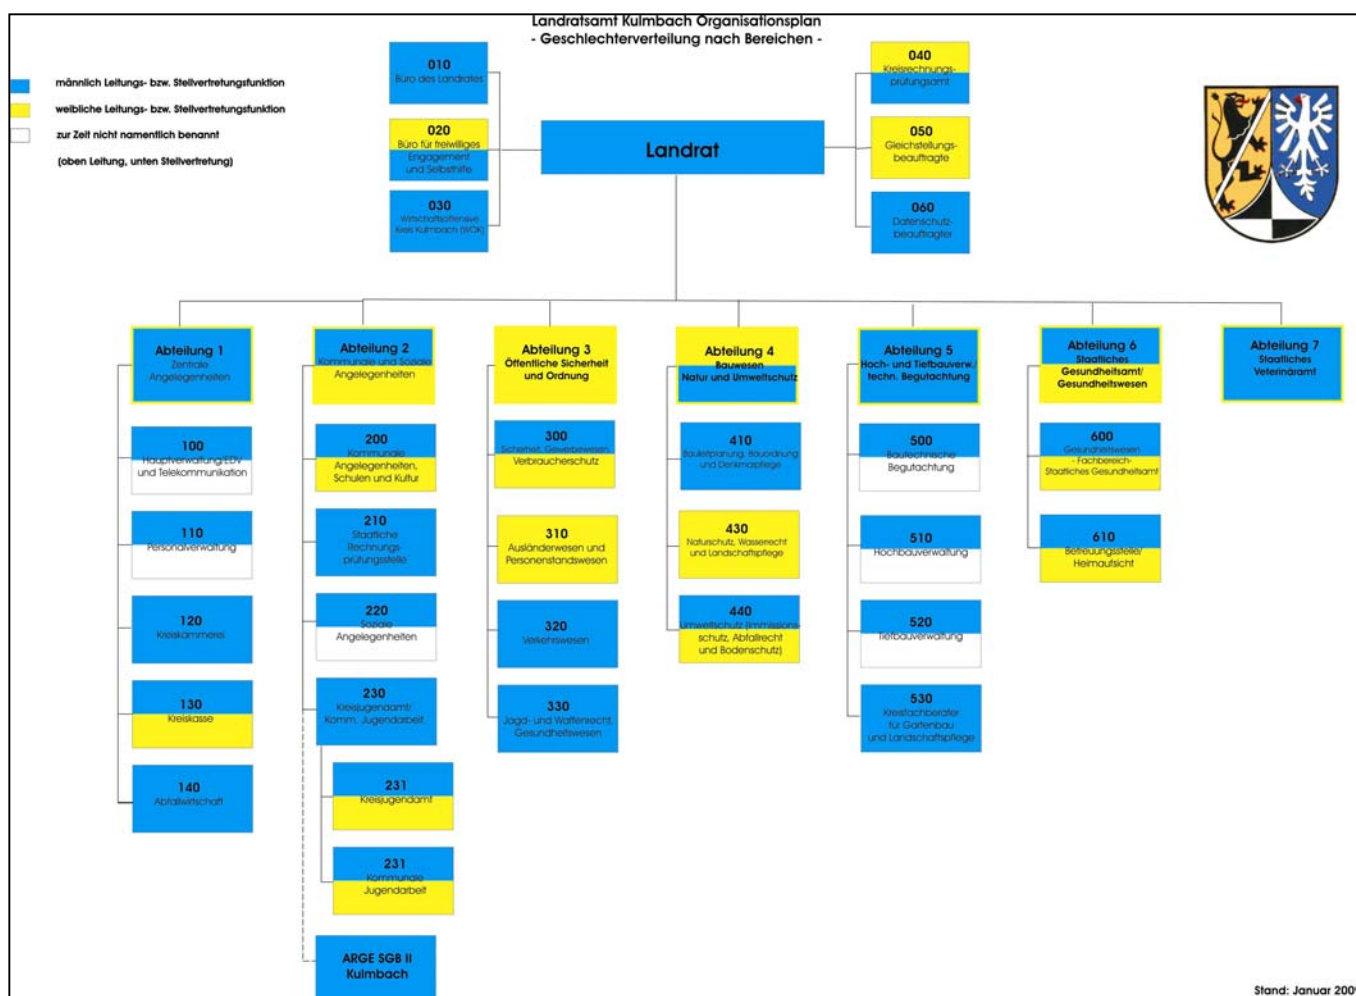 Landratsamt Kulmbach Organisationsplan
- Geschlechterverteilung nach Bereichen -
männlich Leitungs- bzw. Stellvertretungsfunktion
weibliche Leitungs- bzw. Stellvertretungsfunktion
zur Zeit nicht namentlich benannt
(oben Leitung, unten Stellvertretung)
010
Büro des Landrates
020
Büro für freiwilliges
Engagement
und Selbsthilfe
030
Wirtschaftsoffensive
Kreis Kulmbach (WOK)
Landrat
040
Kreisrechnungs-
prüfungsamt
050
Gleichstellungs-
beauftragte
060
Datenschutz-
beauftragter
Abteilung 1
Zentrale
Angelegenheiten
100
Hauptverwaltung/EDV
und Telekommunikation
110
Personalverwaltung
120
Kreiskämmerei
130
Kreiskasse
140
Abfallwirtschaft
Abteilung 2
Kommunale und Soziale
Angelegenheiten
200
Kommunale
Angelegenheiten,
Schulen und Kultur
210
Staatliche
Rechnungs-
prüfungsstelle
220
Soziale
Angelegenheiten
230
Kreisjugendamt/
Komm. Jugendarbeit
231
Kreisjugendamt
231
Kommunale
Jugendarbeit
ARGE SGB II
Kulmbach
Abteilung 3
Öffentliche Sicherheit
und Ordnung
300
Sicherheit, Gewerbewesen
Verbraucherschutz
310
Ausländerwesen und
Personenstandswesen
320
Verkehrswesen
330
Jagd- und Waffenrecht,
Gesundheitswesen
Abteilung 4
Bauwesen
Natur und Umweltschutz
410
Bauleitplanung, Bauordnung
und Denkmalpflege
430
Naturschutz, Wasserrecht
und Landschaftspflege
440
Umweltschutz (Immissions-
schutz, Abfallrecht
und Bodenschutz)
Abteilung 5
Hoch- und Tiefbauverw./
techn. Begutachtung
500
Bautechnische
Begutachtung
510
Hochbauverwaltung
520
Tiefbauverwaltung
530
Kreisfachberater
für Gartenbau
und Landschaftspflege
Abteilung 6
Staatliches
Gesundheitsamt/
Gesundheitswesen
600
Gesundheitswesen
- Fachbereich-
Staatliches Gesundheitsamt
610
Betreuungsstelle/
Heimaufsicht
Abteilung 7
Staatliches
Veterinäramt
Stand: Januar 200